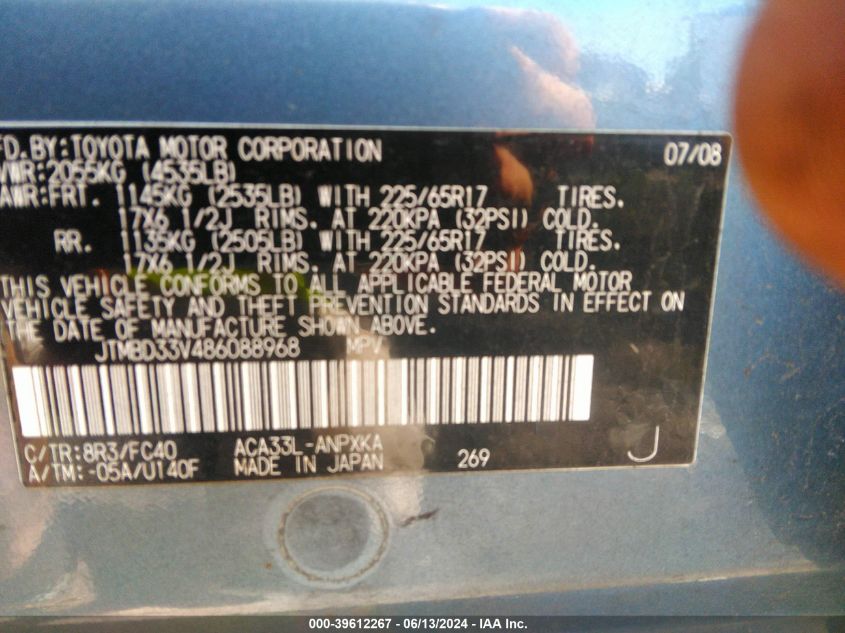 FD.BY:TOYOTA MOTOR CORPORATION 07/08
VWR:2055KG (4535LB)
AWR:FRT. 1145KG (2535LB) WITH 225/65R17 TIRES.
17X6 1/2J RIMS. AT 220KPA (32PSI) COLD.
RR. 1135KG (2505LB) WITH 225/65R17 TIRES.
17X6 1/2J RIMS. AT 220KPA (32PSI) COLD.
THIS VEHICLE CONFORMS TO ALL APPLICABLE FEDERAL MOTOR
VEHICLE SAFETY AND THEFT PREVENTION STANDARDS IN EFFECT ON
THE DATE OF MANUFACTURE SHOWN ABOVE.
JTMBD33V486088968 MPV
C/TR:8R3/FC40 ACA33L-ANPXKA
A/TM:-05A/U140F MADE IN JAPAN 269 J
000-39612267 - 06/13/2024 - IAA Inc.